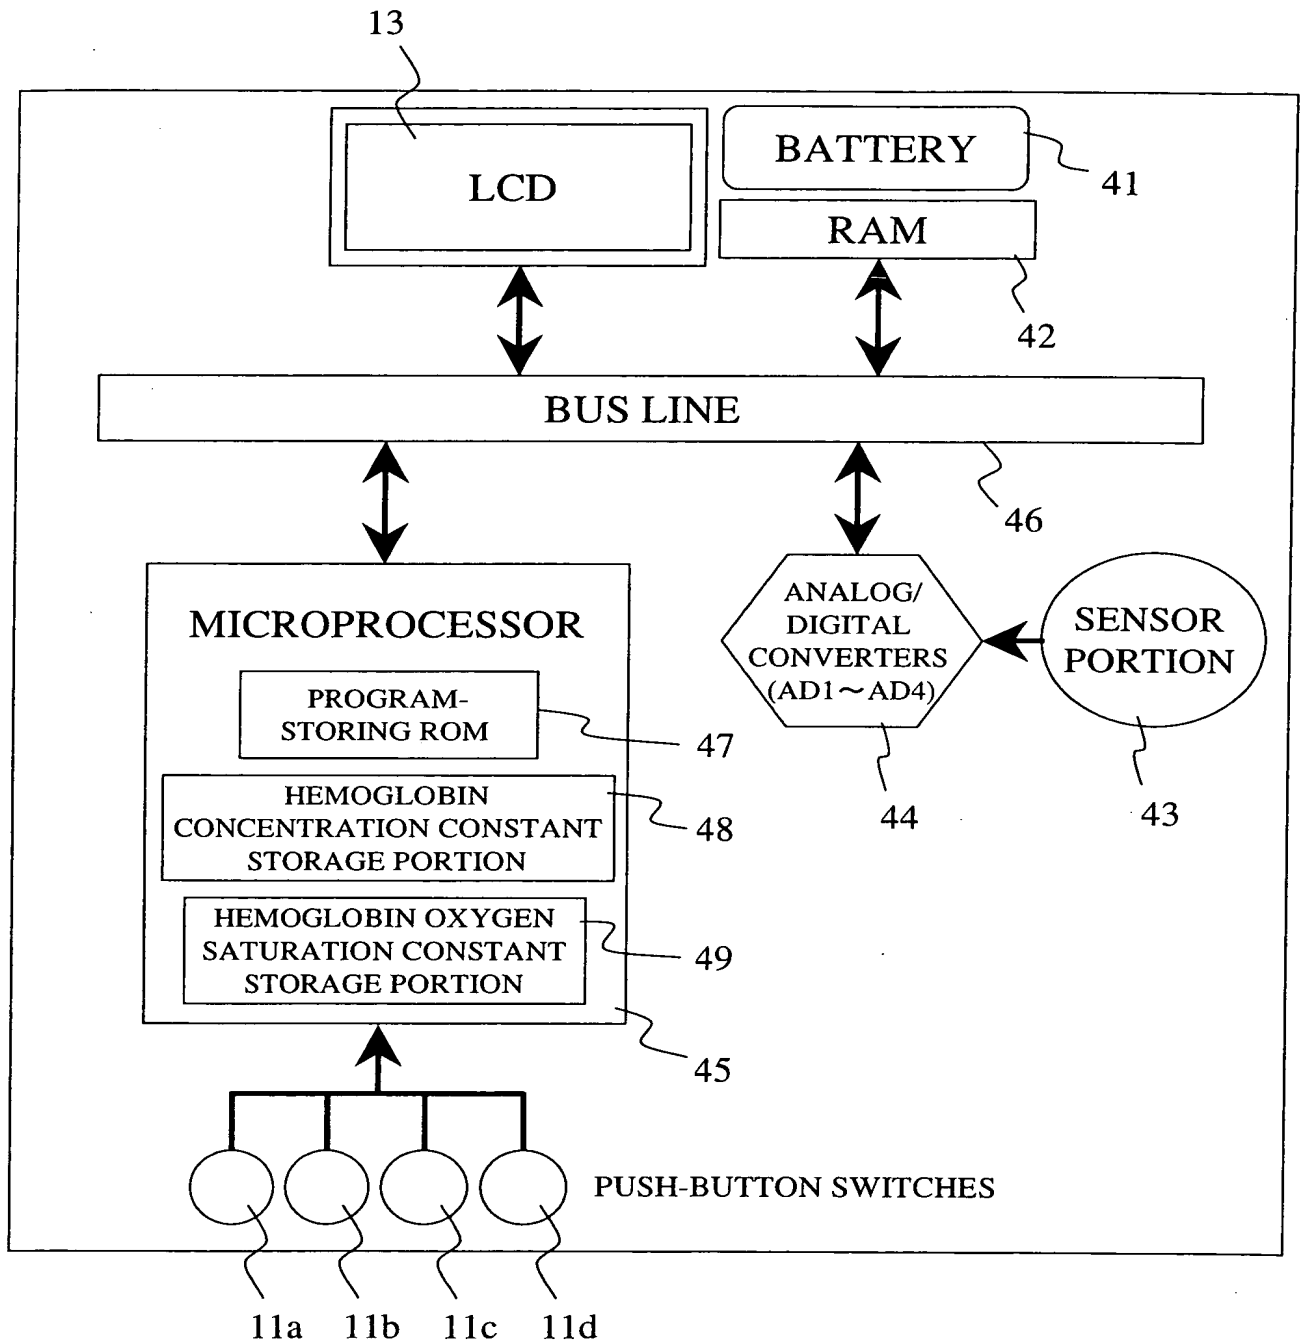 13
LCD
BATTERY
41
RAM
42
BUS LINE
46
MICROPROCESSOR
PROGRAM-
STORING ROM
47
HEMOGLOBIN
CONCENTRATION CONSTANT
STORAGE PORTION
48
HEMOGLOBIN OXYGEN
SATURATION CONSTANT
STORAGE PORTION
49
45
ANALOG/
DIGITAL
CONVERTERS
(AD1～AD4)
44
SENSOR
PORTION
43
PUSH-BUTTON SWITCHES
11a 11b 11c 11d